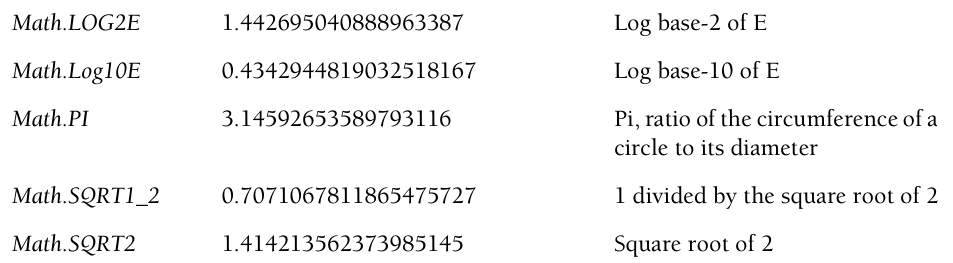 Math.LOG2E 1.442695040888963387 Log base-2 of E
Math.Log10E 0.4342944819032518167 Log base-10 of E
Math.PI 3.14592653589793116 Pi, ratio of the circumference of a
circle to its diameter
Math.SQRT1_2 0.7071067811865475727 1 divided by the square root of 2
Math.SQRT2 1.414213562373985145 Square root of 2